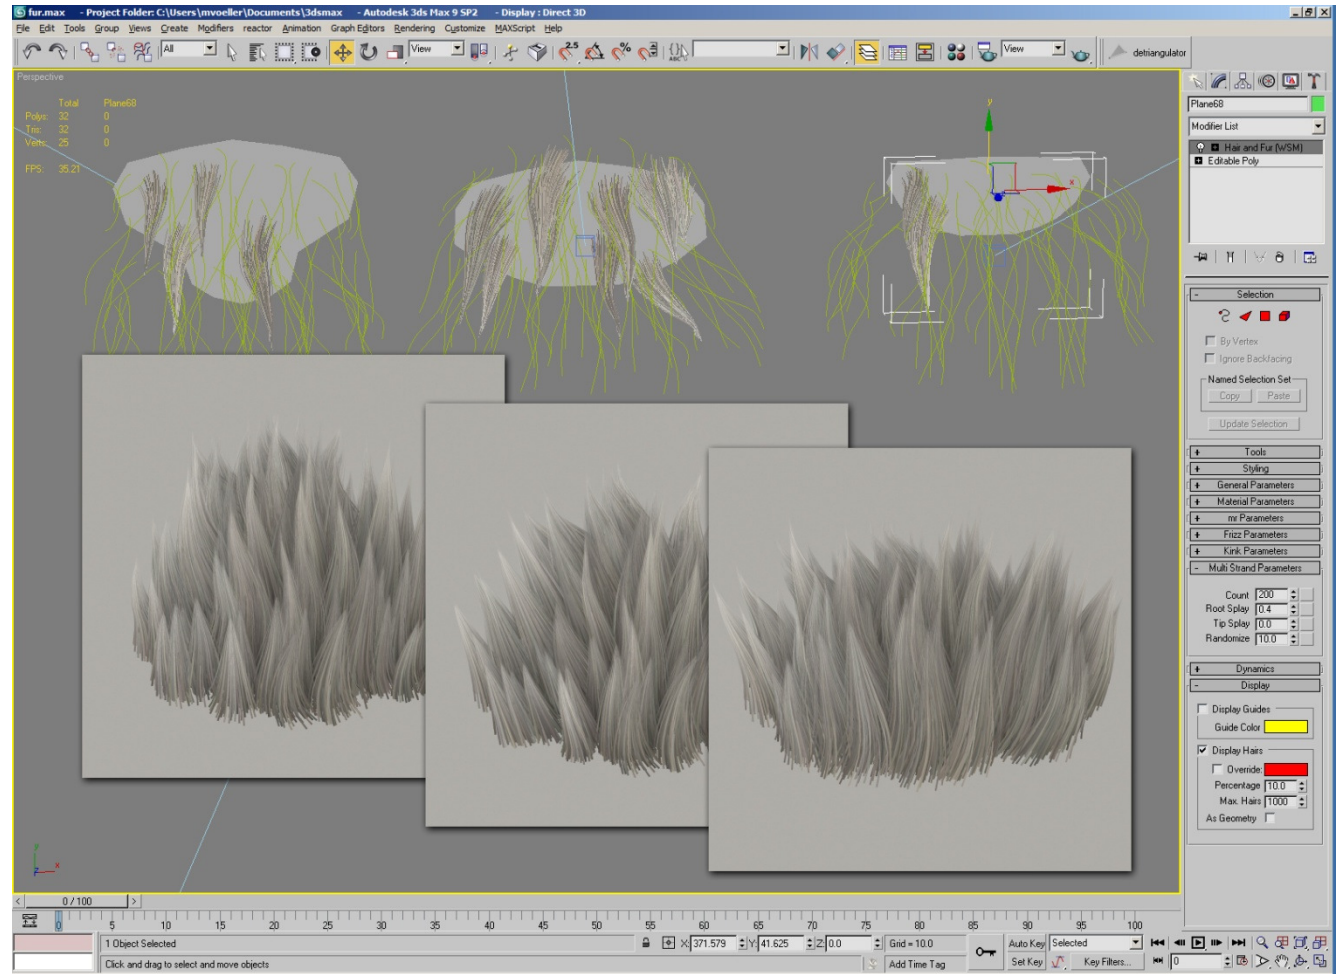 fur.max - Project Folder: C:\Users\mvoeller\Documents\3dsmax - Autodesk 3ds Max 9 SP2 - Display : Direct 3D
File Edit Tools Group Views Create Modifiers reactor Animation Graph Editors Rendering Customize MAXScript Help
All View 2.5 % ABC View detriangulator
Perspective
Total Plane68
Polys: 32 0
Tris: 32 0
Verts: 25 0
FPS: 35.21
y
x
Plane68
Modifier List
Hair and Fur (WSM)
Editable Poly
- Selection
By Vertex
Ignore Backfacing
Named Selection Set
Copy Paste
Update Selection
+ Tools
+ Styling
+ General Parameters
+ Material Parameters
+ mr Parameters
+ Frizz Parameters
+ Kink Parameters
- Multi Strand Parameters
Count 200
Root Splay 0.4
Tip Splay 0.0
Randomize 10.0
+ Dynamics
- Display
Display Guides
Guide Color
Display Hairs
Override:
Percentage 10.0
Max. Hairs 1000
As Geometry
y
z x
< 0 / 100 >
0 5 10 15 20 25 30 35 40 45 50 55 60 65 70 75 80 85 90 95 100
1 Object Selected X: 371.579 Y: 41.625 Z: 0.0 Grid = 10.0 Auto Key Selected
Click and drag to select and move objects Add Time Tag Set Key Key Filters... 0